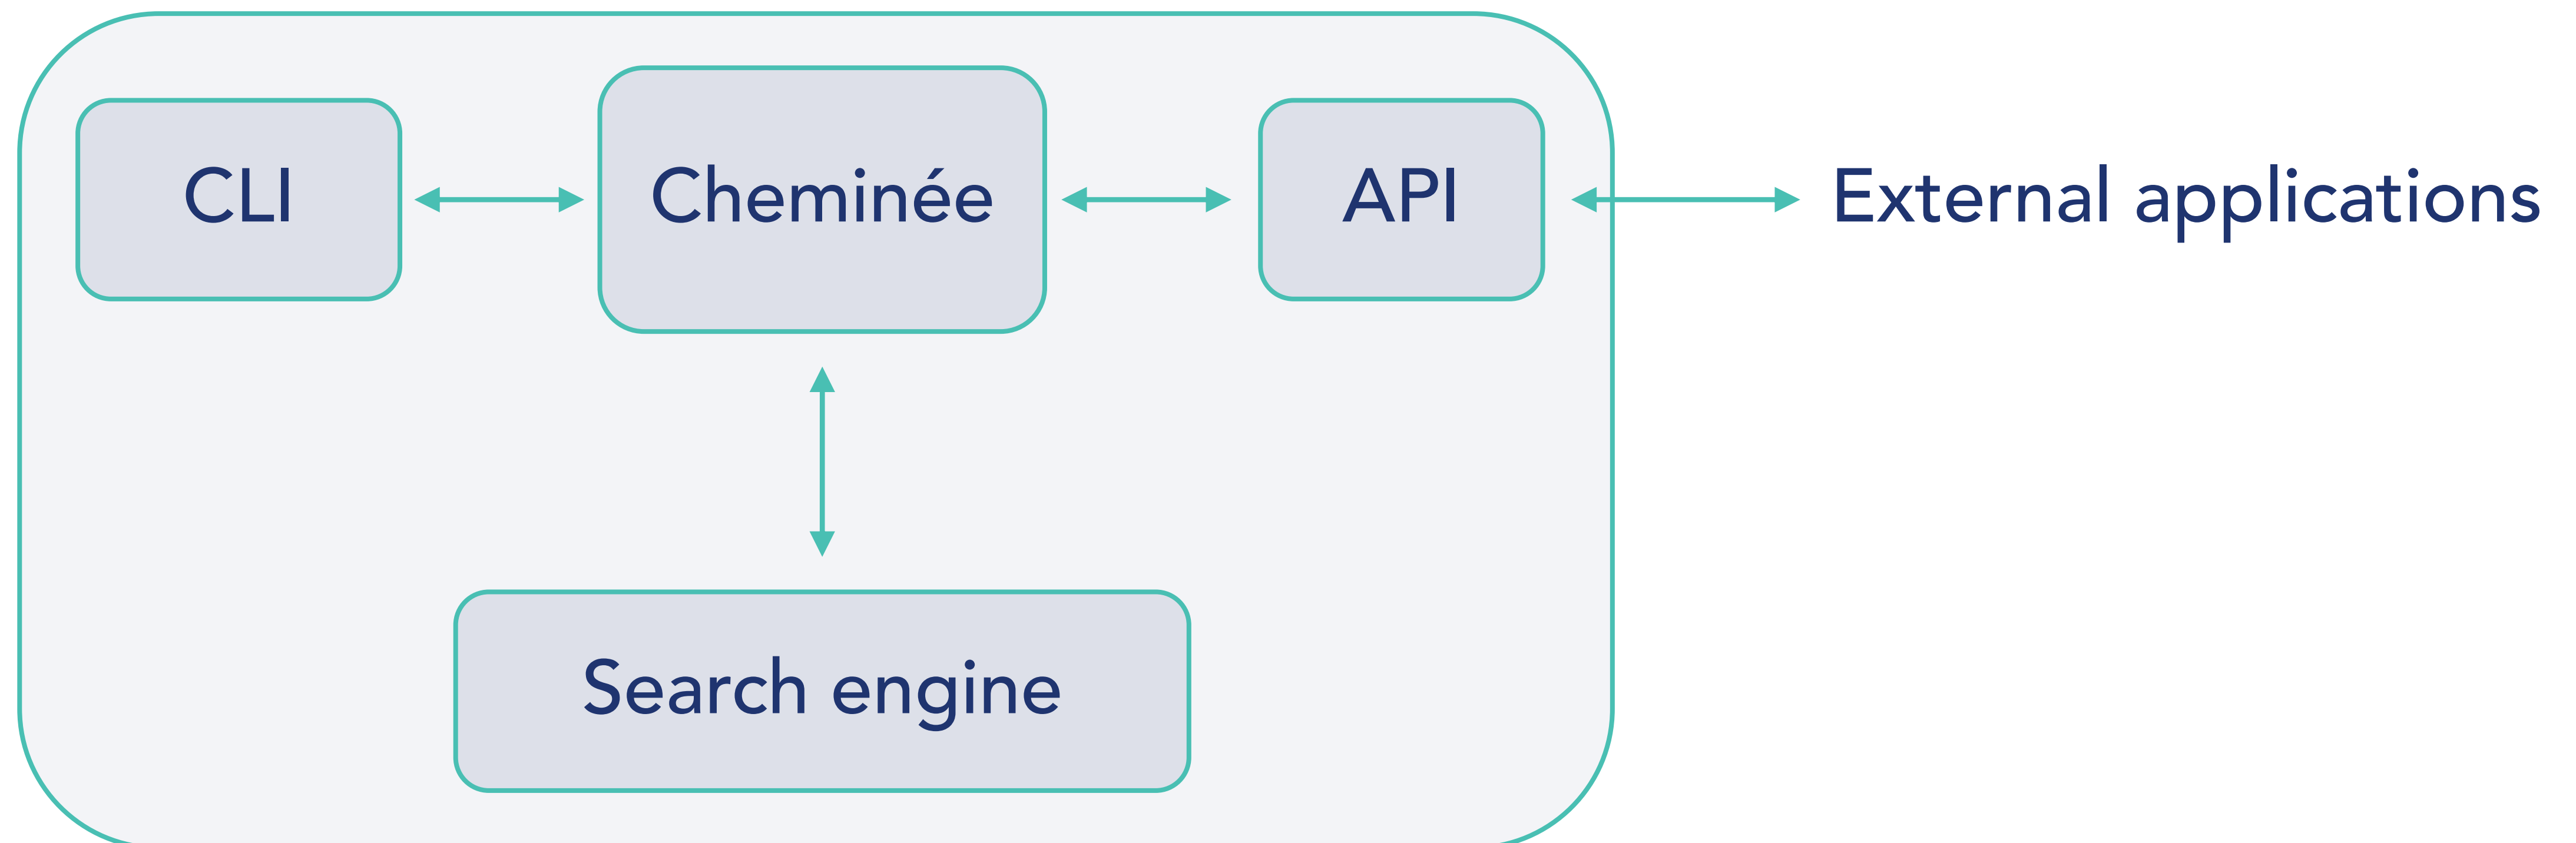 CLI
Cheminée
API
External applications
Search engine